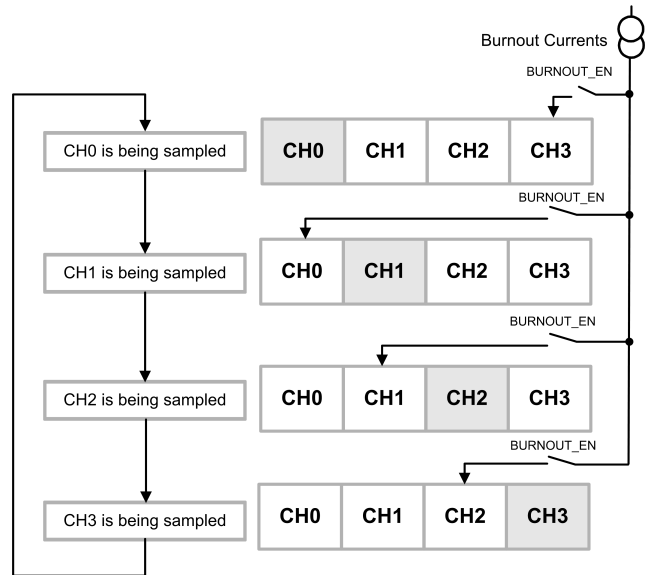 Burnout Currents
BURNOUT_EN
CH0 is being sampled
CH0 CH1 CH2 CH3
BURNOUT_EN
CH1 is being sampled
CH0 CH1 CH2 CH3
BURNOUT_EN
CH2 is being sampled
CH0 CH1 CH2 CH3
BURNOUT_EN
CH3 is being sampled
CH0 CH1 CH2 CH3